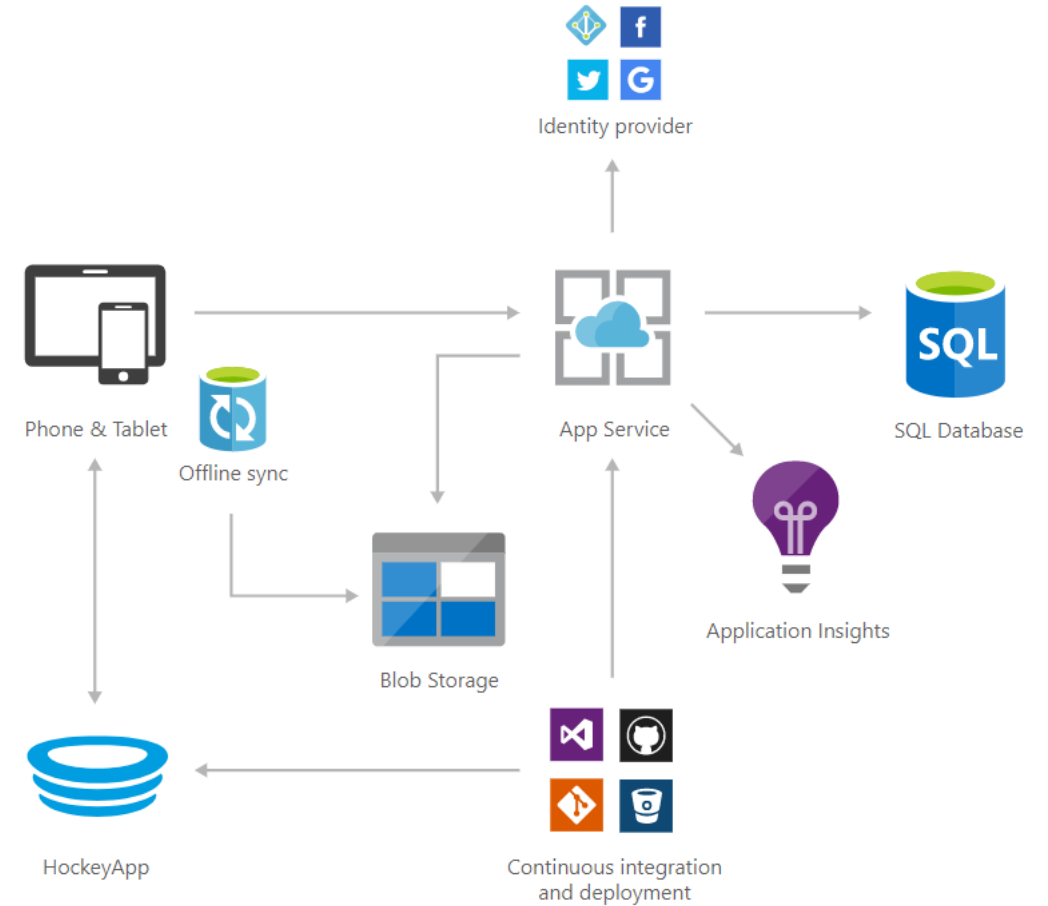 f
G
Identity provider
SQL
Phone & Tablet
App Service
SQL Database
Offline sync
Application Insights
Blob Storage
HockeyApp
Continuous integration
and deployment